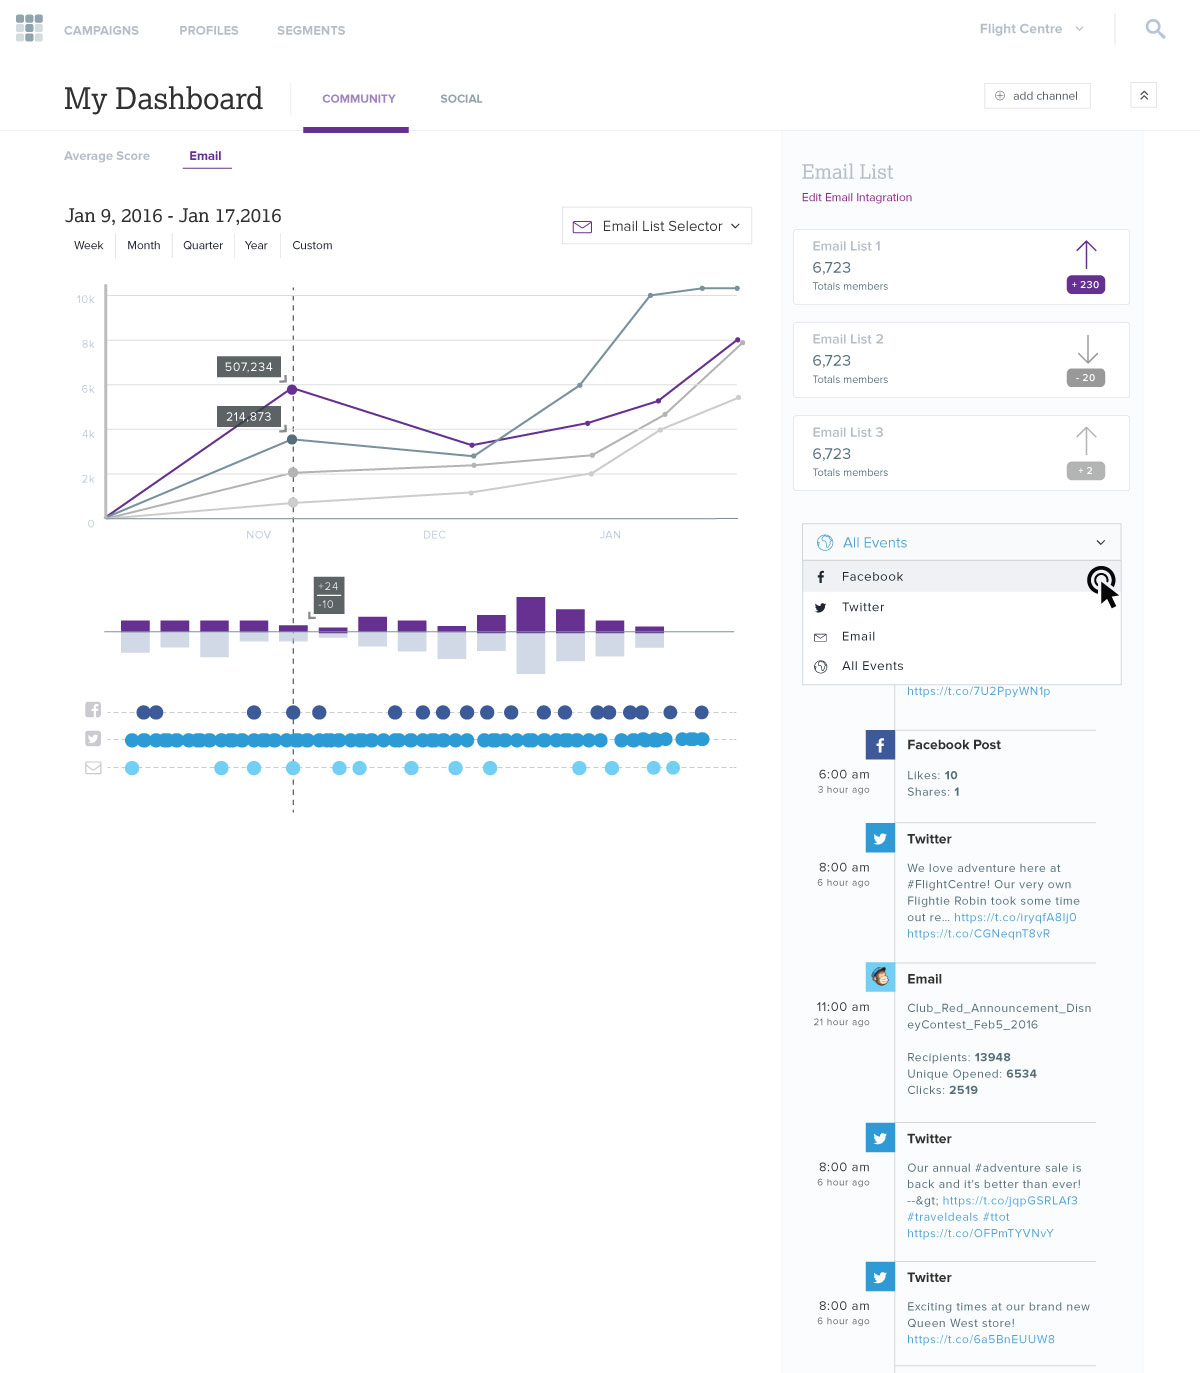 CAMPAIGNS PROFILES SEGMENTS Flight Centre
My Dashboard COMMUNITY SOCIAL add channel
Average Score Email
Jan 9, 2016 - Jan 17,2016
Email List Selector
Week Month Quarter Year Custom
10k
8k
6k
4k
2k
0
507,234
214,873
NOV DEC JAN
+24
-10
Email List
Edit Email Intagration
Email List 1
6,723
Totals members
+ 230
Email List 2
6,723
Totals members
- 20
Email List 3
6,723
Totals members
+ 2
All Events
Facebook
Twitter
Email
All Events
https://t.co/7U2PpyWN1p
Facebook Post
6:00 am
3 hour ago
Likes: 10
Shares: 1
Twitter
8:00 am
6 hour ago
We love adventure here at
#FlightCentre! Our very own
Flightie Robin took some time
out re... https://t.co/iryqfA8Ij0
https://t.co/CGNeqnT8vR
Email
11:00 am
21 hour ago
Club_Red_Announcement_Disn
eyContest_Feb5_2016
Recipients: 13948
Unique Opened: 6534
Clicks: 2519
Twitter
8:00 am
6 hour ago
Our annual #adventure sale is
back and it's better than ever!
--&gt; https://t.co/jqpGSRLAf3
#traveldeals #ttot
https://t.co/OFPmTYVNvY
Twitter
8:00 am
6 hour ago
Exciting times at our brand new
Queen West store!
https://t.co/6a5BnEUUW8